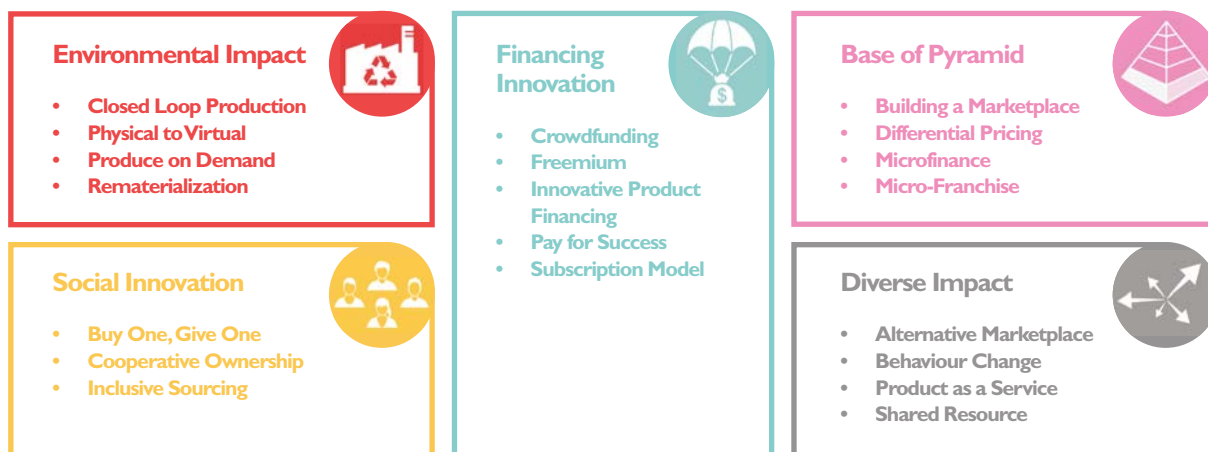 Environmental Impact
• Closed Loop Production
• Physical to Virtual
• Produce on Demand
• Rematerialization
Social Innovation
• Buy One, Give One
• Cooperative Ownership
• Inclusive Sourcing
Financing
Innovation
$
• Crowdfunding
• Freemium
• Innovative Product
Financing
• Pay for Success
• Subscription Model
Base of Pyramid
• Building a Marketplace
• Differential Pricing
• Microfinance
• Micro-Franchise
Diverse Impact
• Alternative Marketplace
• Behaviour Change
• Product as a Service
• Shared Resource